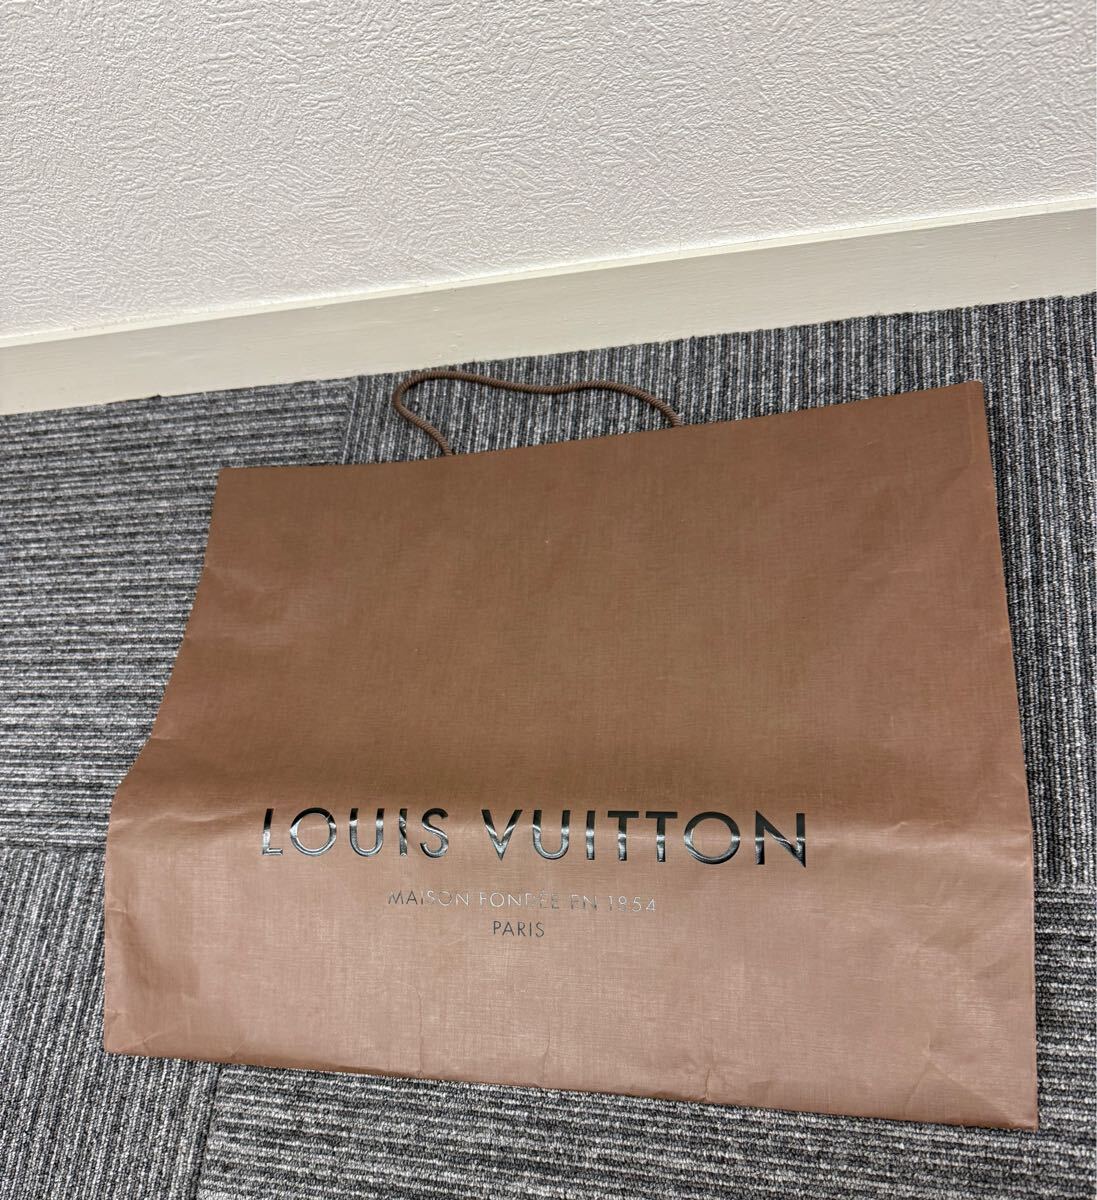 LOUIS VUITTON
MAISON FONDÉE EN 1854
PARIS